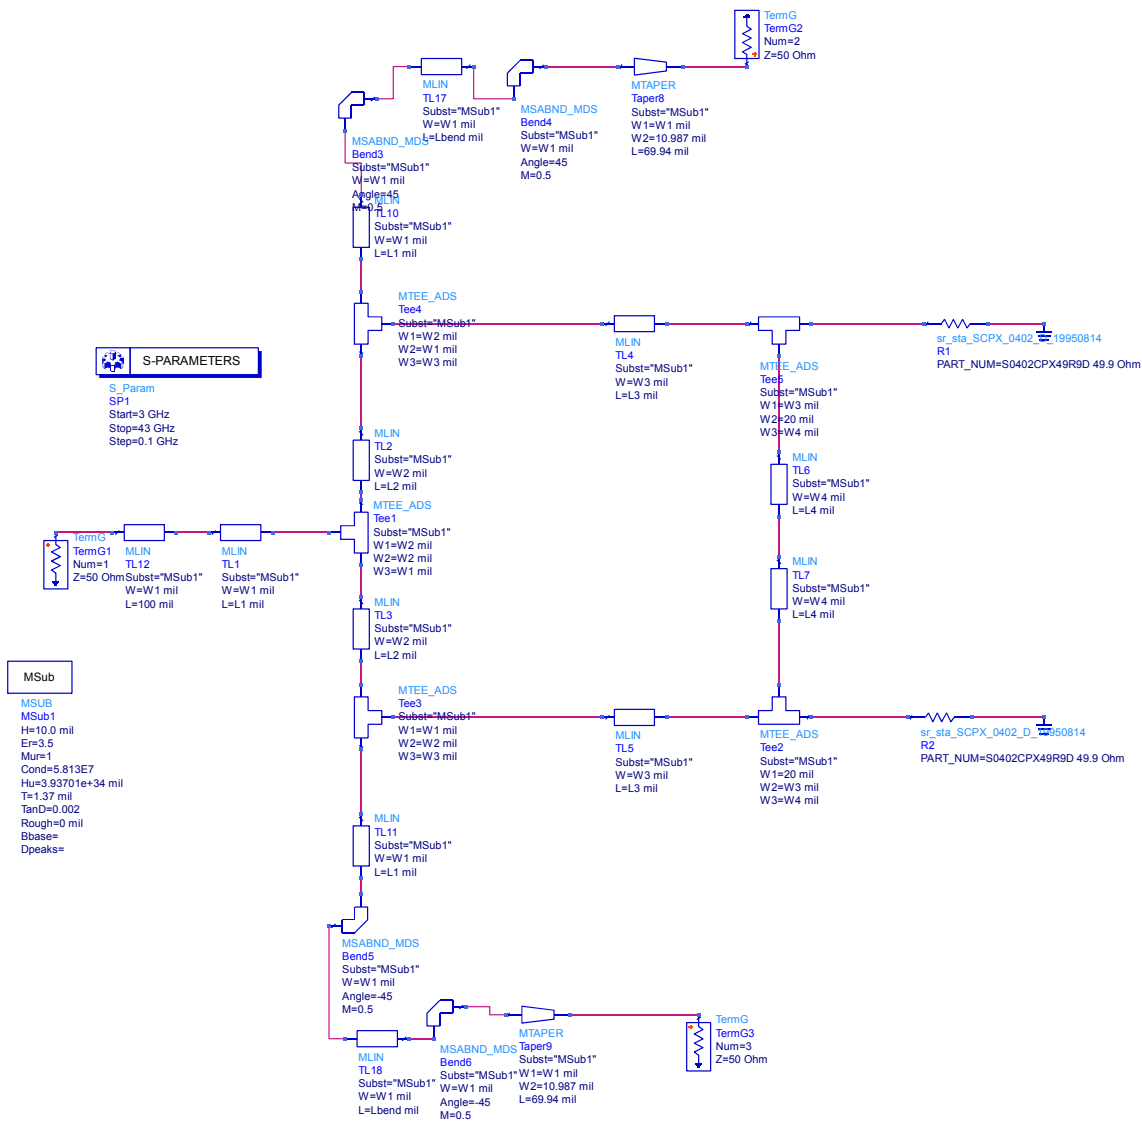 TermG
TermG2
Num=2
Z=50 Ohm
MLIN
TL17
Subst="MSub1"
W=W1 mil
L=Lbend mil
MSABND_MDS
Bend4
Subst="MSub1"
W=W1 mil
Angle=45
M=0.5
MTAPER
Taper8
Subst="MSub1"
W1=W1 mil
W2=10.987 mil
L=69.94 mil
MSABND_MDS
Bend3
Subst="MSub1"
W=W1 mil
Angle=45
M=0.5
MLIN
TL10
Subst="MSub1"
W=W1 mil
L=L1 mil
MTEE_ADS
Tee4
Subst="MSub1"
W1=W2 mil
W2=W1 mil
W3=W3 mil
MLIN
TL4
Subst="MSub1"
W=W3 mil
L=L3 mil
MTEE_ADS
Tee5
Subst="MSub1"
W1=W3 mil
W2=20 mil
W3=W4 mil
R1
PART_NUM=S0402CPX49R9D 49.9 Ohm
S-PARAMETERS
S_Param
SP1
Start=3 GHz
Stop=43 GHz
Step=0.1 GHz
MLIN
TL2
Subst="MSub1"
W=W2 mil
L=L2 mil
MLIN
TL6
Subst="MSub1"
W=W4 mil
L=L4 mil
MTEE_ADS
Tee1
Subst="MSub1"
W1=W2 mil
W2=W2 mil
W3=W1 mil
TermG
TermG1
Num=1
Z=50 Ohm
MLIN
TL12
Subst="MSub1"
W=W1 mil
L=100 mil
MLIN
TL1
Subst="MSub1"
W=W1 mil
L=L1 mil
MLIN
TL7
Subst="MSub1"
W=W4 mil
L=L4 mil
MLIN
TL3
Subst="MSub1"
W=W2 mil
L=L2 mil
MSub
MSUB
MSub1
H=10.0 mil
Er=3.5
Mur=1
Cond=5.813E7
Hu=3.93701e+34 mil
T=1.37 mil
TanD=0.002
Rough=0 mil
Bbase=
Dpeaks=
MTEE_ADS
Tee3
Subst="MSub1"
W1=W1 mil
W2=W2 mil
W3=W3 mil
MLIN
TL5
Subst="MSub1"
W=W3 mil
L=L3 mil
MTEE_ADS
Tee2
Subst="MSub1"
W1=20 mil
W2=W3 mil
W3=W4 mil
sr_sta_SCPX_0402_D_19950814
R2
PART_NUM=S0402CPX49R9D 49.9 Ohm
MLIN
TL11
Subst="MSub1"
W=W1 mil
L=L1 mil
MSABND_MDS
Bend5
Subst="MSub1"
W=W1 mil
Angle=-45
M=0.5
MLIN
TL18
Subst="MSub1"
W=W1 mil
L=Lbend mil
MSABND_MDS
Bend6
Subst="MSub1"
W=W1 mil
Angle=-45
M=0.5
MTAPER
Taper9
Subst="MSub1"
W1=W1 mil
W2=10.987 mil
L=69.94 mil
TermG
TermG3
Num=3
Z=50 Ohm